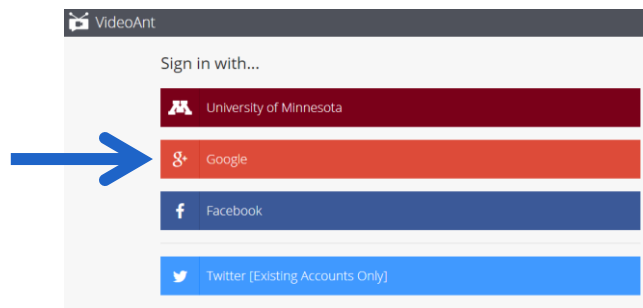 VideoAnt
Sign in with...
University of Minnesota
g+ Google
Facebook
Twitter [Existing Accounts Only]